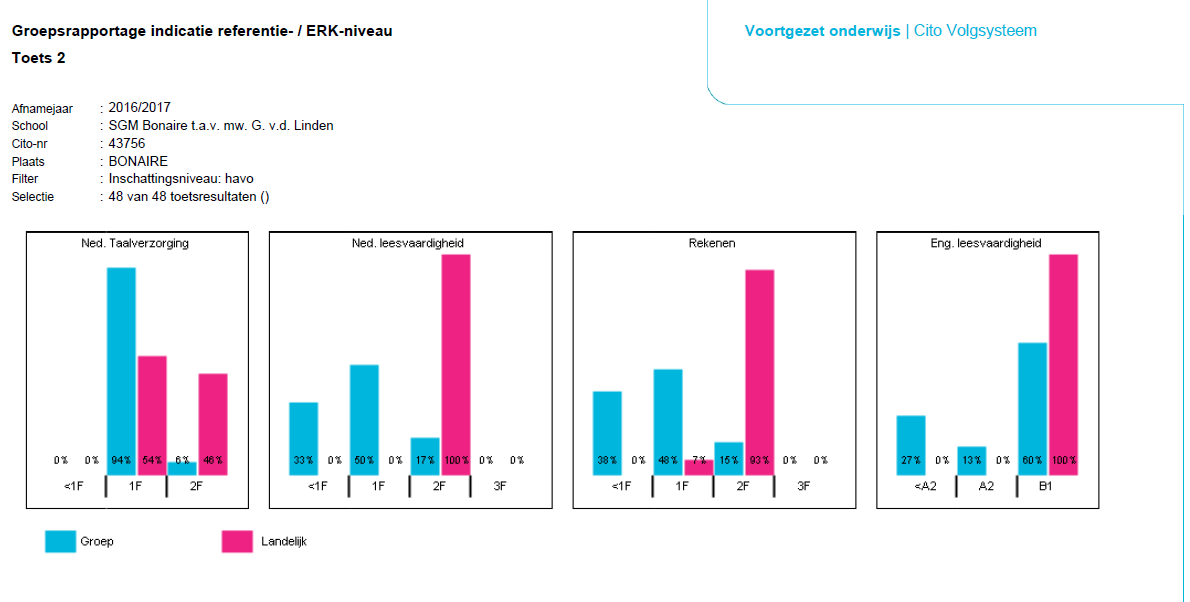 Groepsrapportage indicatie referentie- / ERK-niveau
Toets 2
Voortgezet onderwijs | Cito Volgsysteem
Afnamejaar : 2016/2017
School : SGM Bonaire t.a.v. mw. G. v.d. Linden
Cito-nr : 43756
Plaats : BONAIRE
Filter : Inschattingsniveau: havo
Selectie : 48 van 48 toetsresultaten ()
Ned. Taalverzorging
0% 0% 94% 54% 6% 46%
<1F 1F 2F
Ned. leesvaardigheid
33% 0% 50% 0% 17% 100% 0% 0%
<1F 1F 2F 3F
Rekenen
38% 0% 48% 7% 15% 93% 0% 0%
<1F 1F 2F 3F
Eng. leesvaardigheid
27% 0% 13% 0% 60% 100%
<A2 A2 B1
Groep Landelijk